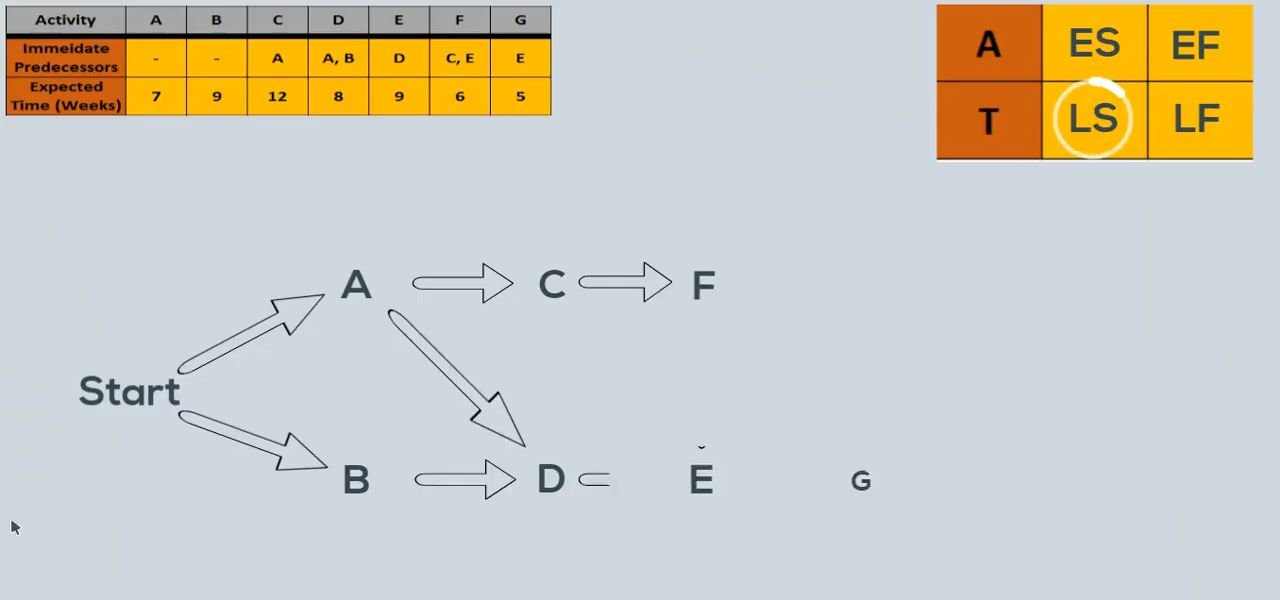 Activity A B C D E F G
Immeidate Predecessors - - A A, B D C, E E
Expected Time (Weeks) 7 9 12 8 9 6 5
A ES EF
T LS LF
A C F
Start
B D E G